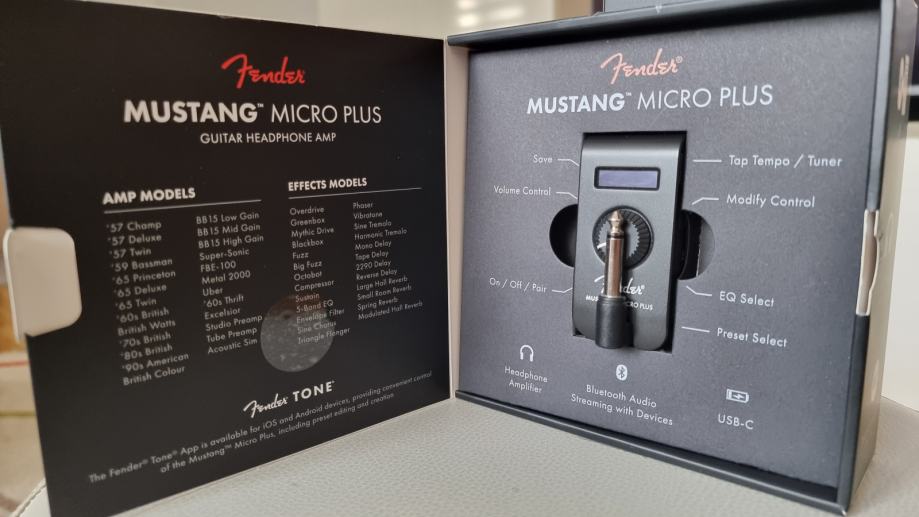 Fender
MUSTANG™ MICRO PLUS
GUITAR HEADPHONE AMP
AMP MODELS
'57 Champ
'57 Deluxe
'57 Twin
'59 Bassman
'65 Princeton
'65 Deluxe
'65 Twin
'60s British
British Watts
'70s British
'80s British
'90s American
British Colour
BB15 Low Gain
BB15 Mid Gain
BB15 High Gain
Super-Sonic
FBE-100
Metal 2000
Uber
'60s Thrift
Excelsior
Studio Preamp
Tube Preamp
Acoustic Sim
EFFECTS MODELS
Overdrive
Greenbox
Mythic Drive
Blackbox
Fuzz
Big Fuzz
Octobot
Compressor
Sustain
5-Band EQ
Envelope Filter
Sine Chorus
Triangle Flanger
Phaser
Vibratone
Sine Tremolo
Harmonic Tremolo
Mono Delay
Tape Delay
2290 Delay
Reverse Delay
Large Hall Reverb
Small Room Reverb
Spring Reverb
Modulated Hall Reverb
Fender TONE®
The Fender® Tone® App is available for iOS and Android devices, providing convenient control
of the Mustang™ Micro Plus, including preset editing and creation
Fender®
MUSTANG™ MICRO PLUS
Save
Tap Tempo / Tuner
Volume Control
Modify Control
On / Off / Pair
EQ Select
Preset Select
Fender
MICRO PLUS
Headphone
Amplifier
Bluetooth Audio
Streaming with Devices
USB-C